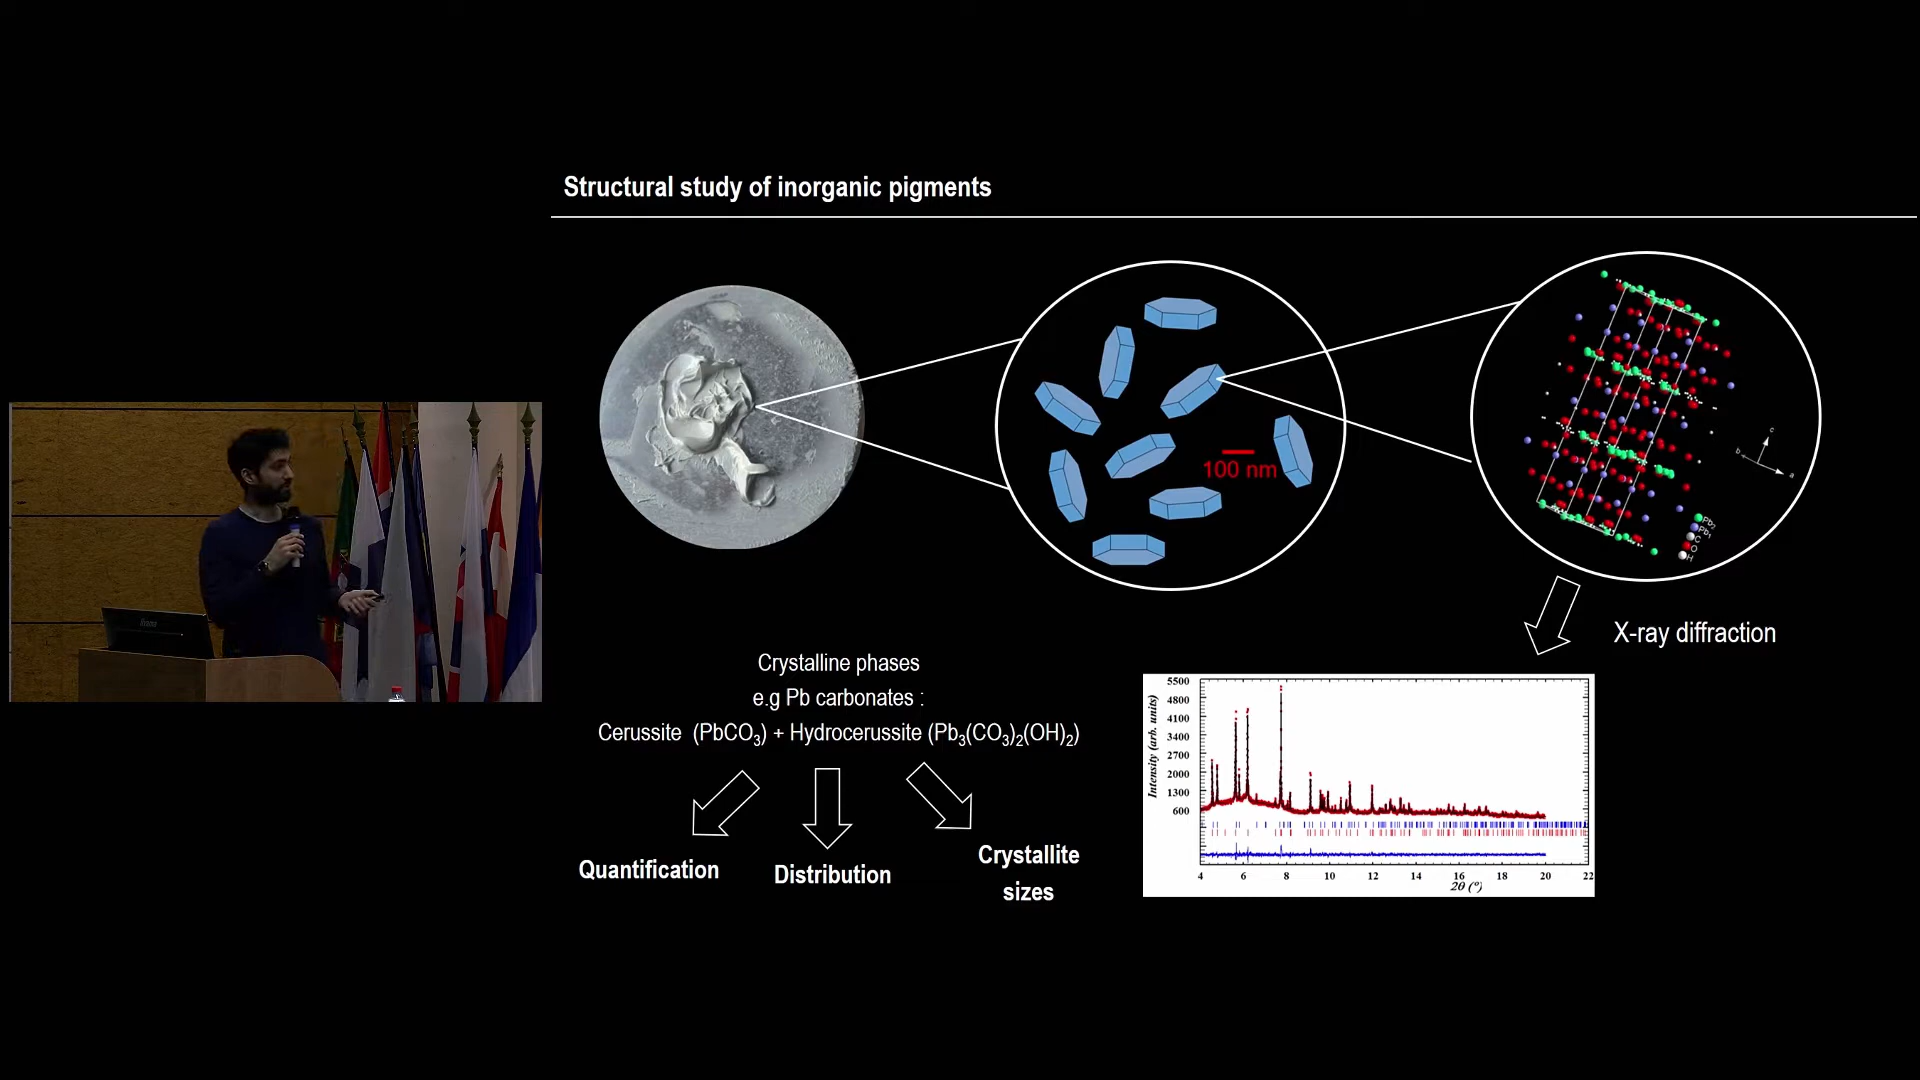 Structural study of inorganic pigments
100 nm
c
b
a
Pb2
Pb1
C
O
H
X-ray diffraction
Crystalline phases
e.g Pb carbonates :
Cerussite (PbCO3) + Hydrocerussite (Pb3(CO3)2(OH)2)
Quantification
Distribution
Crystallite
sizes
Intensity (arb. units)
5500
4800
4100
3400
2700
2000
1300
600
4 6 8 10 12 14 16 18 20 22
2θ (°)